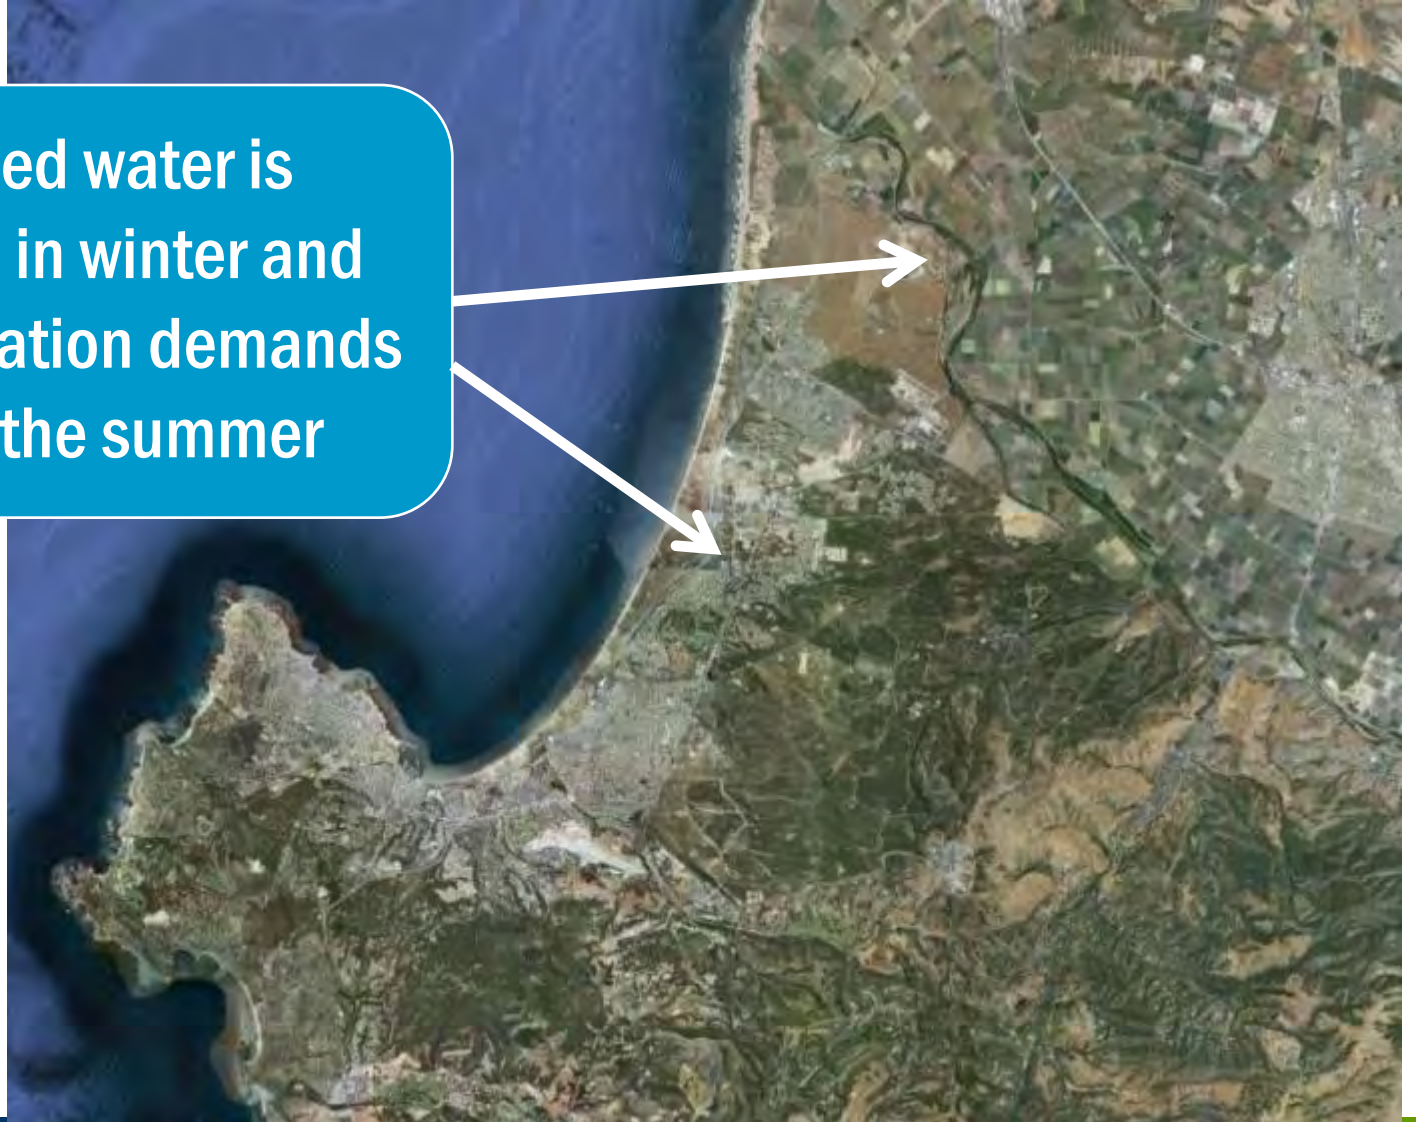 ed water is
in winter and
ation demands
the summer